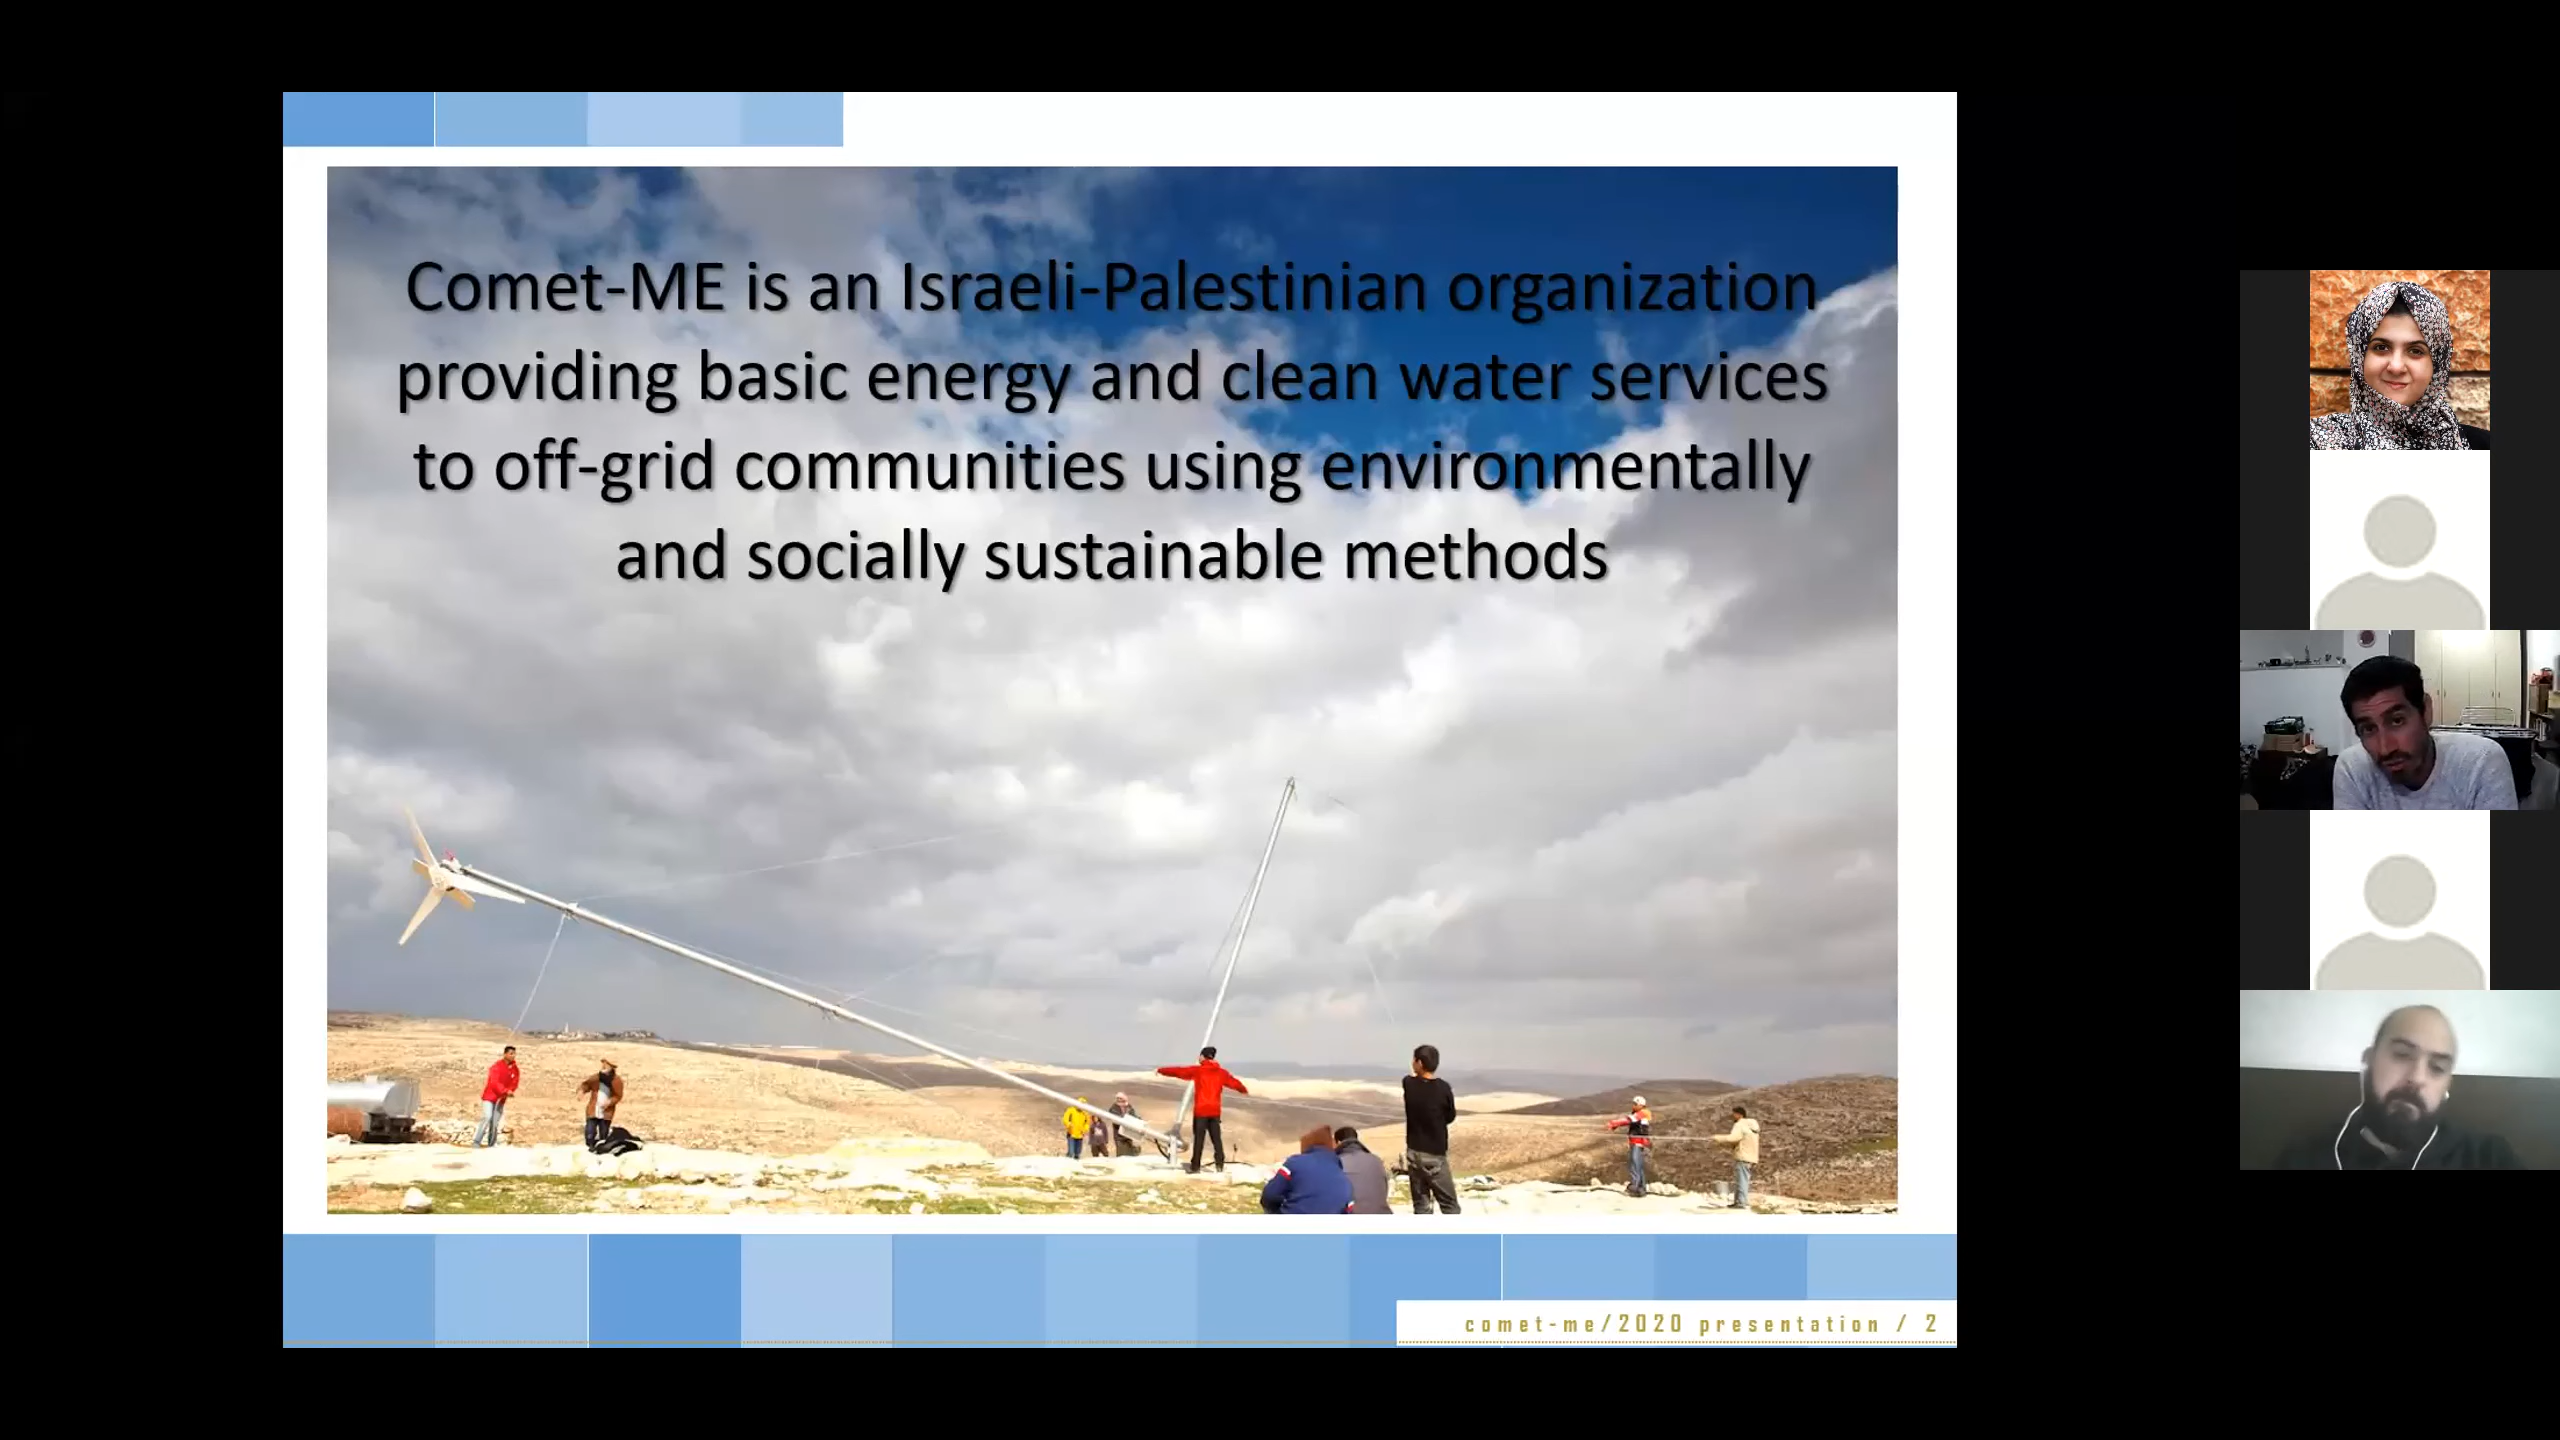 Comet-ME is an Israeli-Palestinian organization
providing basic energy and clean water services
to off-grid communities using environmentally
and socially sustainable methods
comet-me/2020 presentation / 2